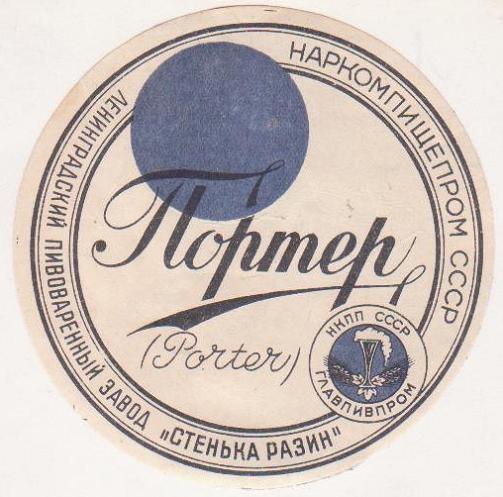 НАРКОМПИЩЕПРОМ СССР
ЛЕНИНГРАДСКИЙ ПИВОВАРЕННЫЙ ЗАВОД „СТЕНЬКА РАЗИН"
Портер
(Porter)
НКПП СССР
ГЛАВПИВПРОМ